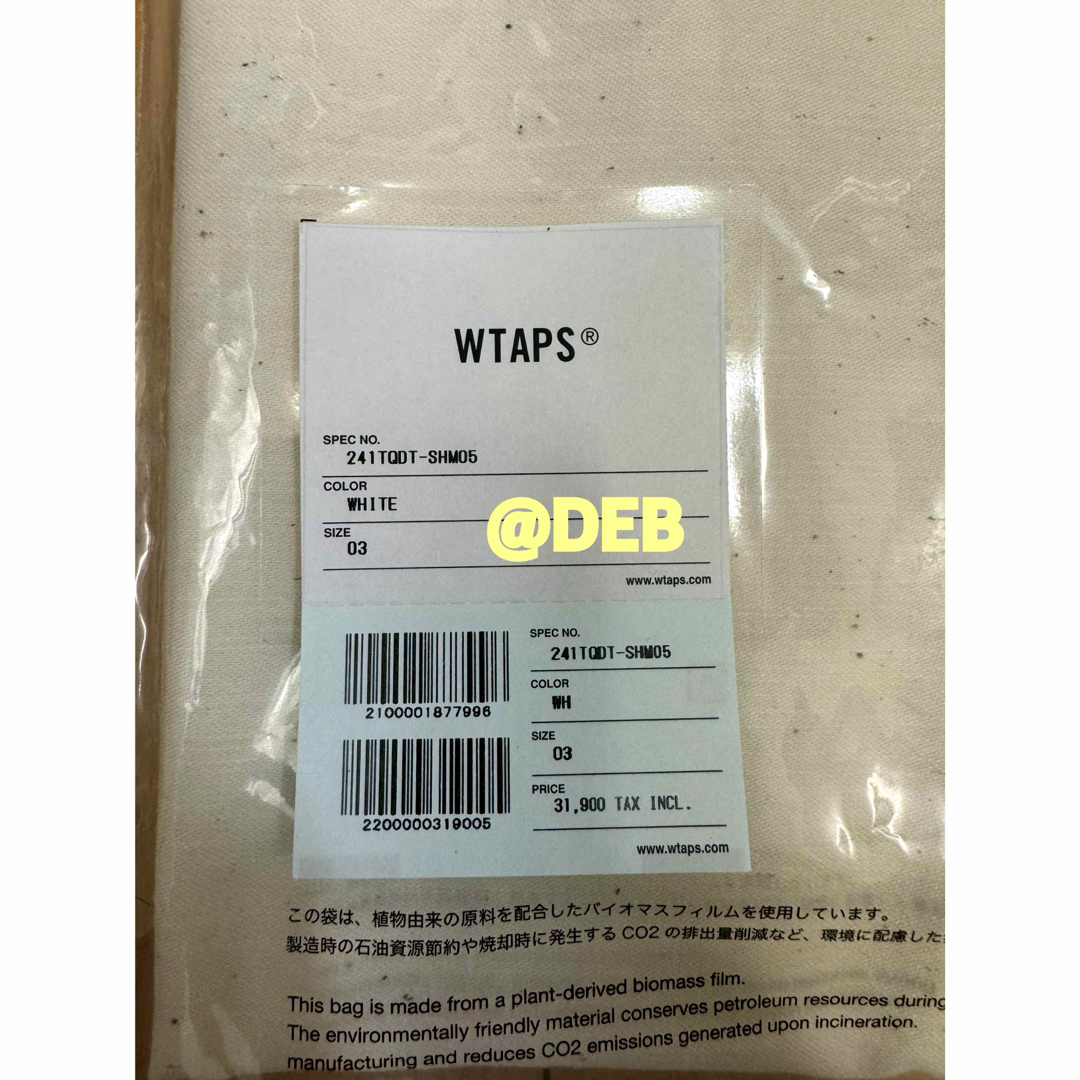 WTAPS®
SPEC NO.
241TQDT-SHM05
COLOR
WHITE
@DEB
SIZE
03
www.wtaps.com
2100001877996
2200000319005
SPEC NO.
241TQDT-SHM05
COLOR
WH
SIZE
03
PRICE
31,900 TAX INCL.
www.wtaps.com
この袋は、植物由来の原料を配合したバイオマスフィルムを使用しています。
製造時の石油資源節約や焼却時に発生するCO2の排出量削減など、環境に配慮した
This bag is made from a plant-derived biomass film.
The environmentally friendly material conserves petroleum resources during
manufacturing and reduces CO2 emissions generated upon incineration.